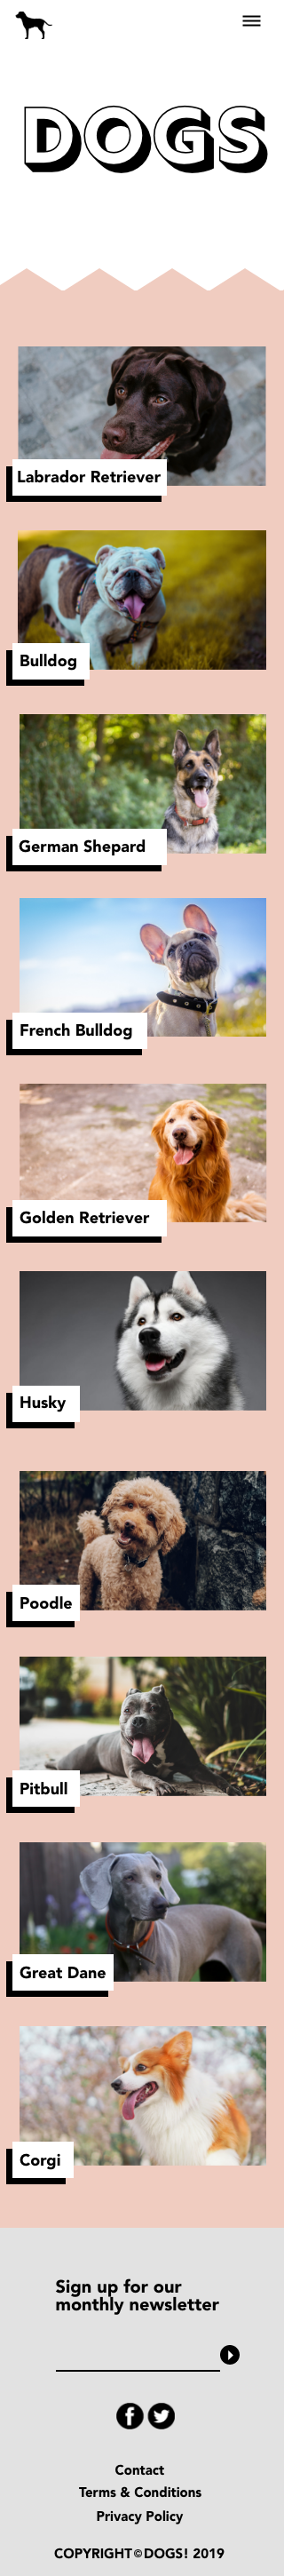 DOGS
Labrador Retriever
Bulldog
German Shepard
French Bulldog
Golden Retriever
Husky
Poodle
Pitbull
Great Dane
Corgi
Sign up for our
monthly newsletter
Contact
Terms & Conditions
Privacy Policy
COPYRIGHT©DOGS! 2019